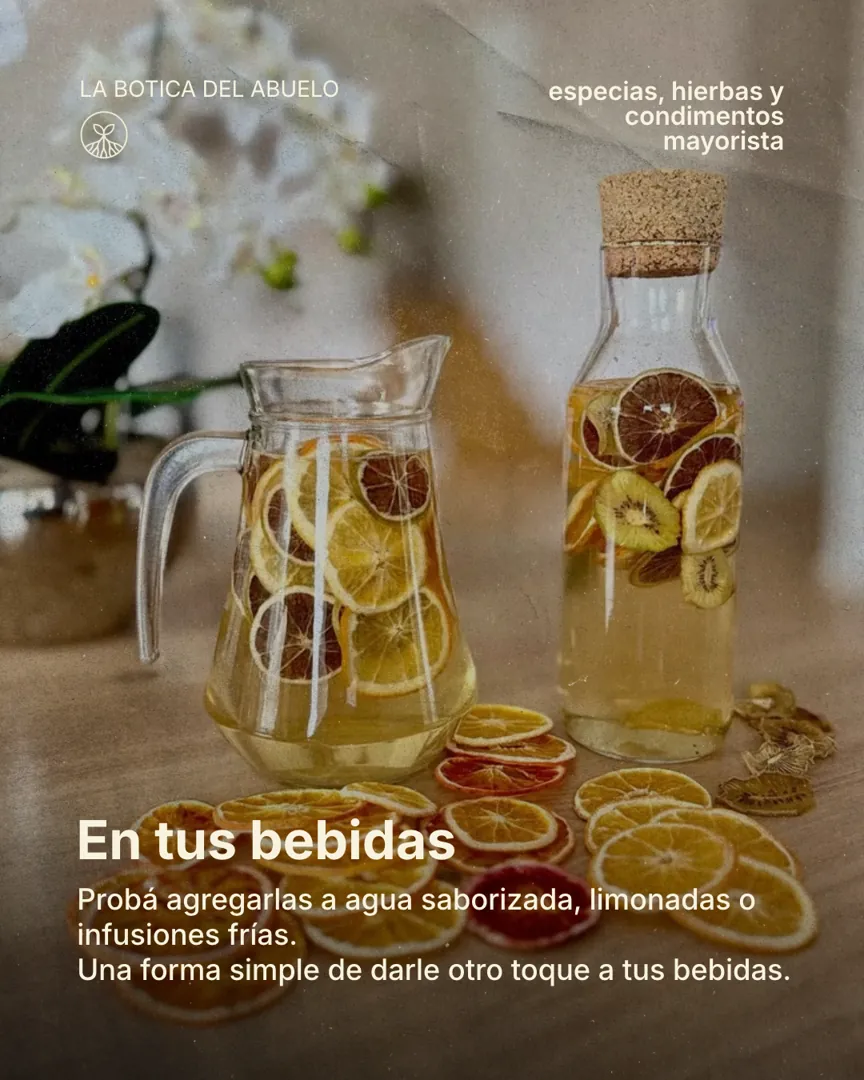 LA BOTICA DEL ABUELO
especias, hierbas y
condimentos
mayorista
En tus bebidas
Probá agregarlas a agua saborizada, limonadas o
infusiones frías.
Una forma simple de darle otro toque a tus bebidas.